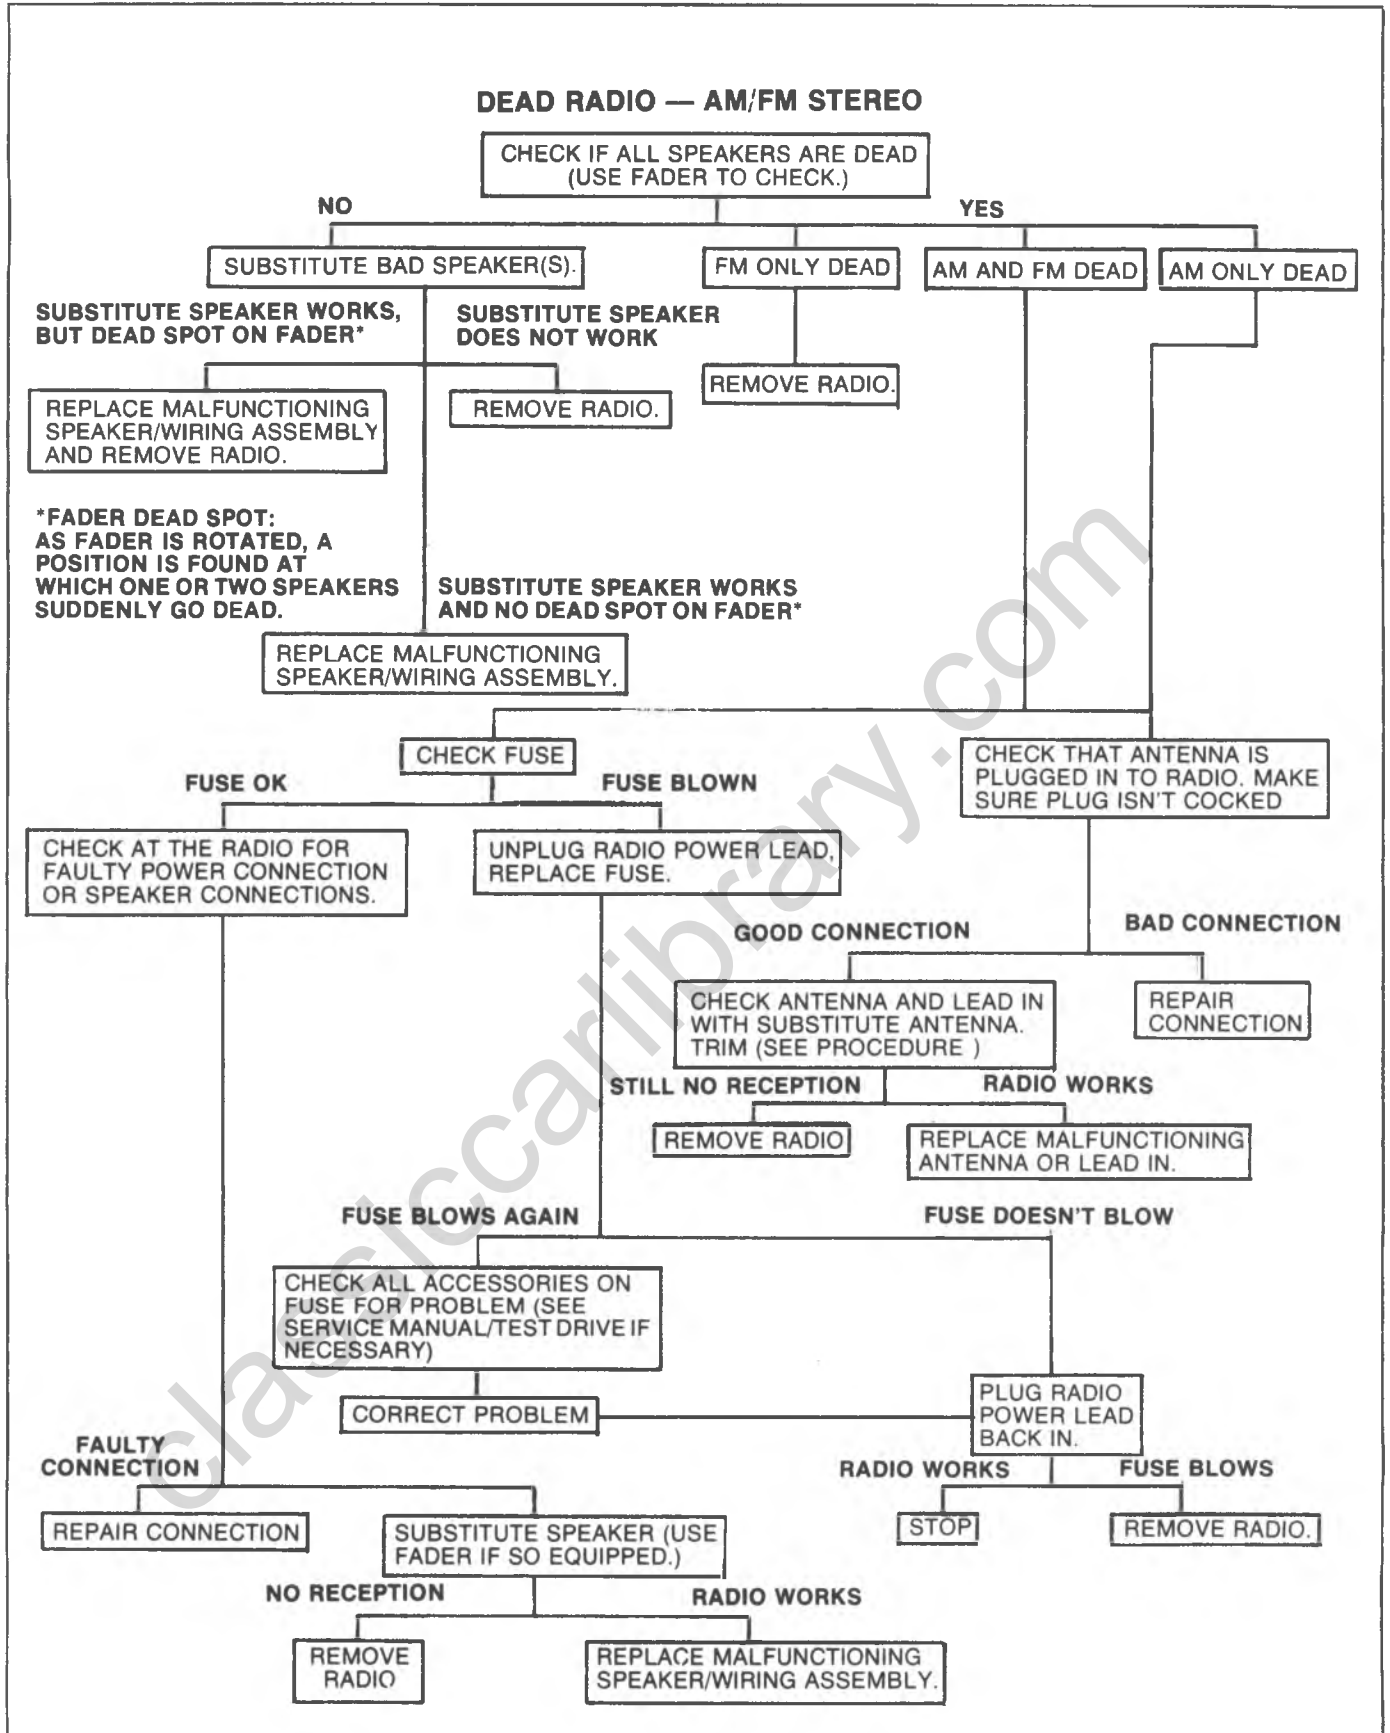 DEAD RADIO — AM/FM STEREO
CHECK IF ALL SPEAKERS ARE DEAD
(USE FADER TO CHECK.)
NO
YES
SUBSTITUTE BAD SPEAKER(S).
FM ONLY DEAD
AM AND FM DEAD
AM ONLY DEAD
SUBSTITUTE SPEAKER WORKS,
BUT DEAD SPOT ON FADER*
SUBSTITUTE SPEAKER
DOES NOT WORK
REPLACE MALFUNCTIONING
SPEAKER/WIRING ASSEMBLY
AND REMOVE RADIO.
REMOVE RADIO.
REMOVE RADIO.
*FADER DEAD SPOT:
AS FADER IS ROTATED, A
POSITION IS FOUND AT
WHICH ONE OR TWO SPEAKERS
SUDDENLY GO DEAD.
SUBSTITUTE SPEAKER WORKS
AND NO DEAD SPOT ON FADER*
REPLACE MALFUNCTIONING
SPEAKER/WIRING ASSEMBLY.
CHECK FUSE
CHECK THAT ANTENNA IS
PLUGGED IN TO RADIO. MAKE
SURE PLUG ISN'T COCKED
FUSE OK
FUSE BLOWN
CHECK AT THE RADIO FOR
FAULTY POWER CONNECTION
OR SPEAKER CONNECTIONS.
UNPLUG RADIO POWER LEAD,
REPLACE FUSE.
GOOD CONNECTION
BAD CONNECTION
CHECK ANTENNA AND LEAD IN
WITH SUBSTITUTE ANTENNA.
TRIM (SEE PROCEDURE )
REPAIR
CONNECTION
STILL NO RECEPTION
RADIO WORKS
REMOVE RADIO
REPLACE MALFUNCTIONING
ANTENNA OR LEAD IN.
FUSE BLOWS AGAIN
FUSE DOESN'T BLOW
CHECK ALL ACCESSORIES ON
FUSE FOR PROBLEM (SEE
SERVICE MANUAL/TEST DRIVE IF
NECESSARY)
CORRECT PROBLEM
PLUG RADIO
POWER LEAD
BACK IN.
FAULTY
CONNECTION
RADIO WORKS
FUSE BLOWS
REPAIR CONNECTION
SUBSTITUTE SPEAKER (USE
FADER IF SO EQUIPPED.)
STOP
REMOVE RADIO.
NO RECEPTION
RADIO WORKS
REMOVE
RADIO
REPLACE MALFUNCTIONING
SPEAKER/WIRING ASSEMBLY.
classiccarlibrary.com